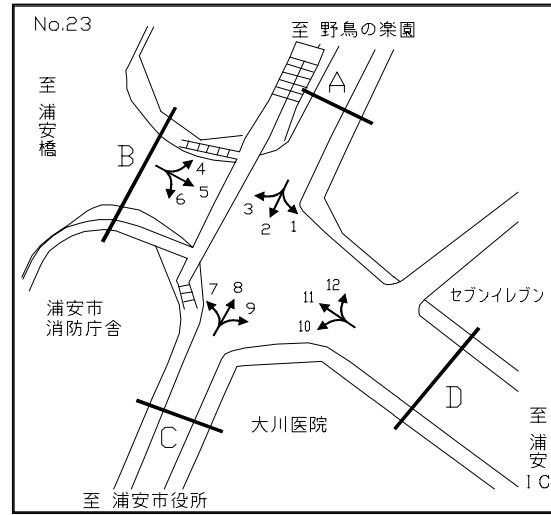 No.23
至 野鳥の楽園
至 浦安橋
A
B
4
5
6
3
2
1
7
8
9
12
11
10
セブンイレブン
浦安市
消防庁舎
大川医院
C
D
至 浦安IC
至 浦安市役所